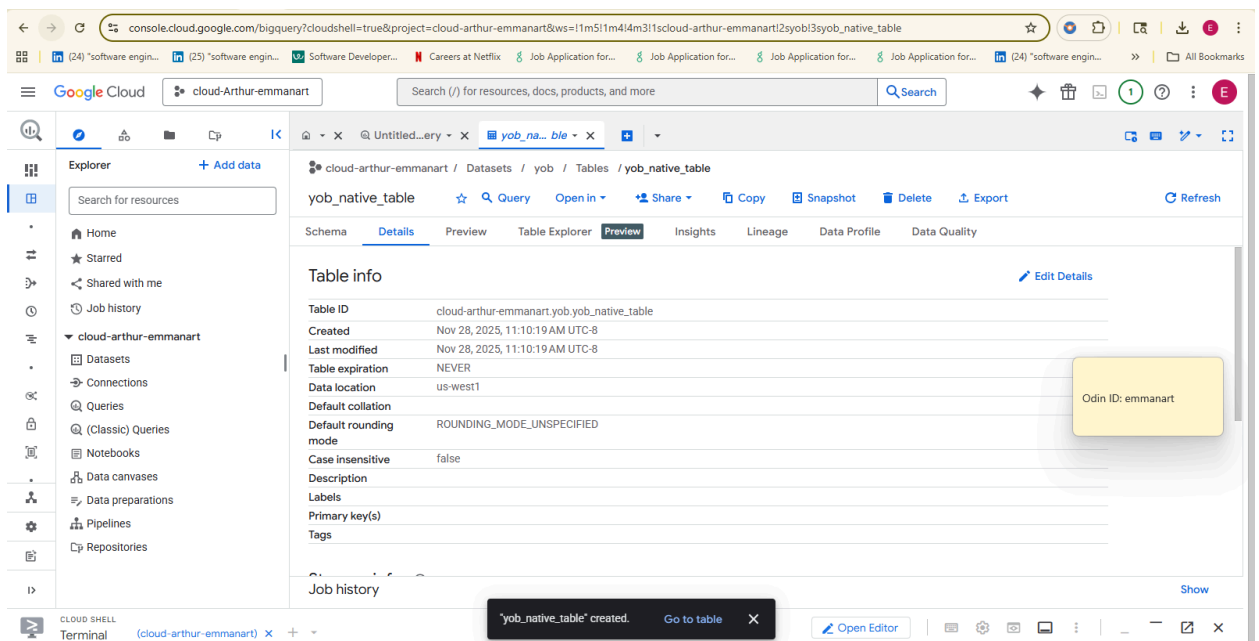 console.cloud.google.com/bigquery?cloudshell=true&project=cloud-arthur-emmanart&ws=!1m5!1m4!4m3!1scloud-arthur-emmanart!2syob!3syob_native_table
E
(24) "software engin... (25) "software engin... Software Developer... Careers at Netflix Job Application for... Job Application for... Job Application for... Job Application for... (24) "software engin... » All Bookmarks
Google Cloud cloud-Arthur-emmanart Search (/) for resources, docs, products, and more Search 1 E
Untitled...ery yob_na... ble
Explorer + Add data
Search for resources
Home
Starred
Shared with me
Job history
cloud-arthur-emmanart
Datasets
Connections
Queries
(Classic) Queries
Notebooks
Data canvases
Data preparations
Pipelines
Repositories
cloud-arthur-emmanart / Datasets / yob / Tables / yob_native_table
yob_native_table Query Open in Share Copy Snapshot Delete Export Refresh
Schema Details Preview Table Explorer Preview Insights Lineage Data Profile Data Quality
Table info Edit Details
Table ID cloud-arthur-emmanart.yob.yob_native_table
Created Nov 28, 2025, 11:10:19 AM UTC-8
Last modified Nov 28, 2025, 11:10:19 AM UTC-8
Table expiration NEVER
Data location us-west1
Default collation
Default rounding mode ROUNDING_MODE_UNSPECIFIED
Case insensitive false
Description
Labels
Primary key(s)
Tags
Odin ID: emmanart
Job history Show
"yob_native_table" created. Go to table
CLOUD SHELL
Terminal (cloud-arthur-emmanart) Open Editor